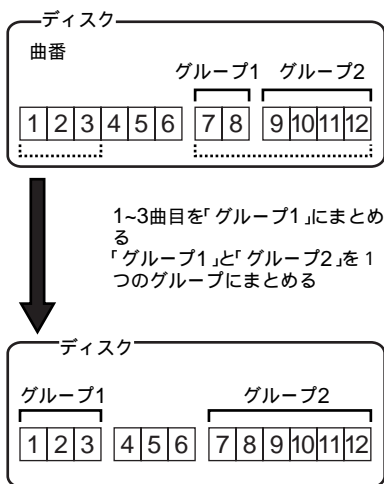 ディスク
曲番
グループ1 グループ2
1 2 3 4 5 6 7 8 9 10 11 12
1~3曲目を「グループ1」にまとめ
る
「グループ1」と「グループ2」を1
つのグループにまとめる
ディスク
グループ1 グループ2
1 2 3 4 5 6 7 8 9 10 11 12